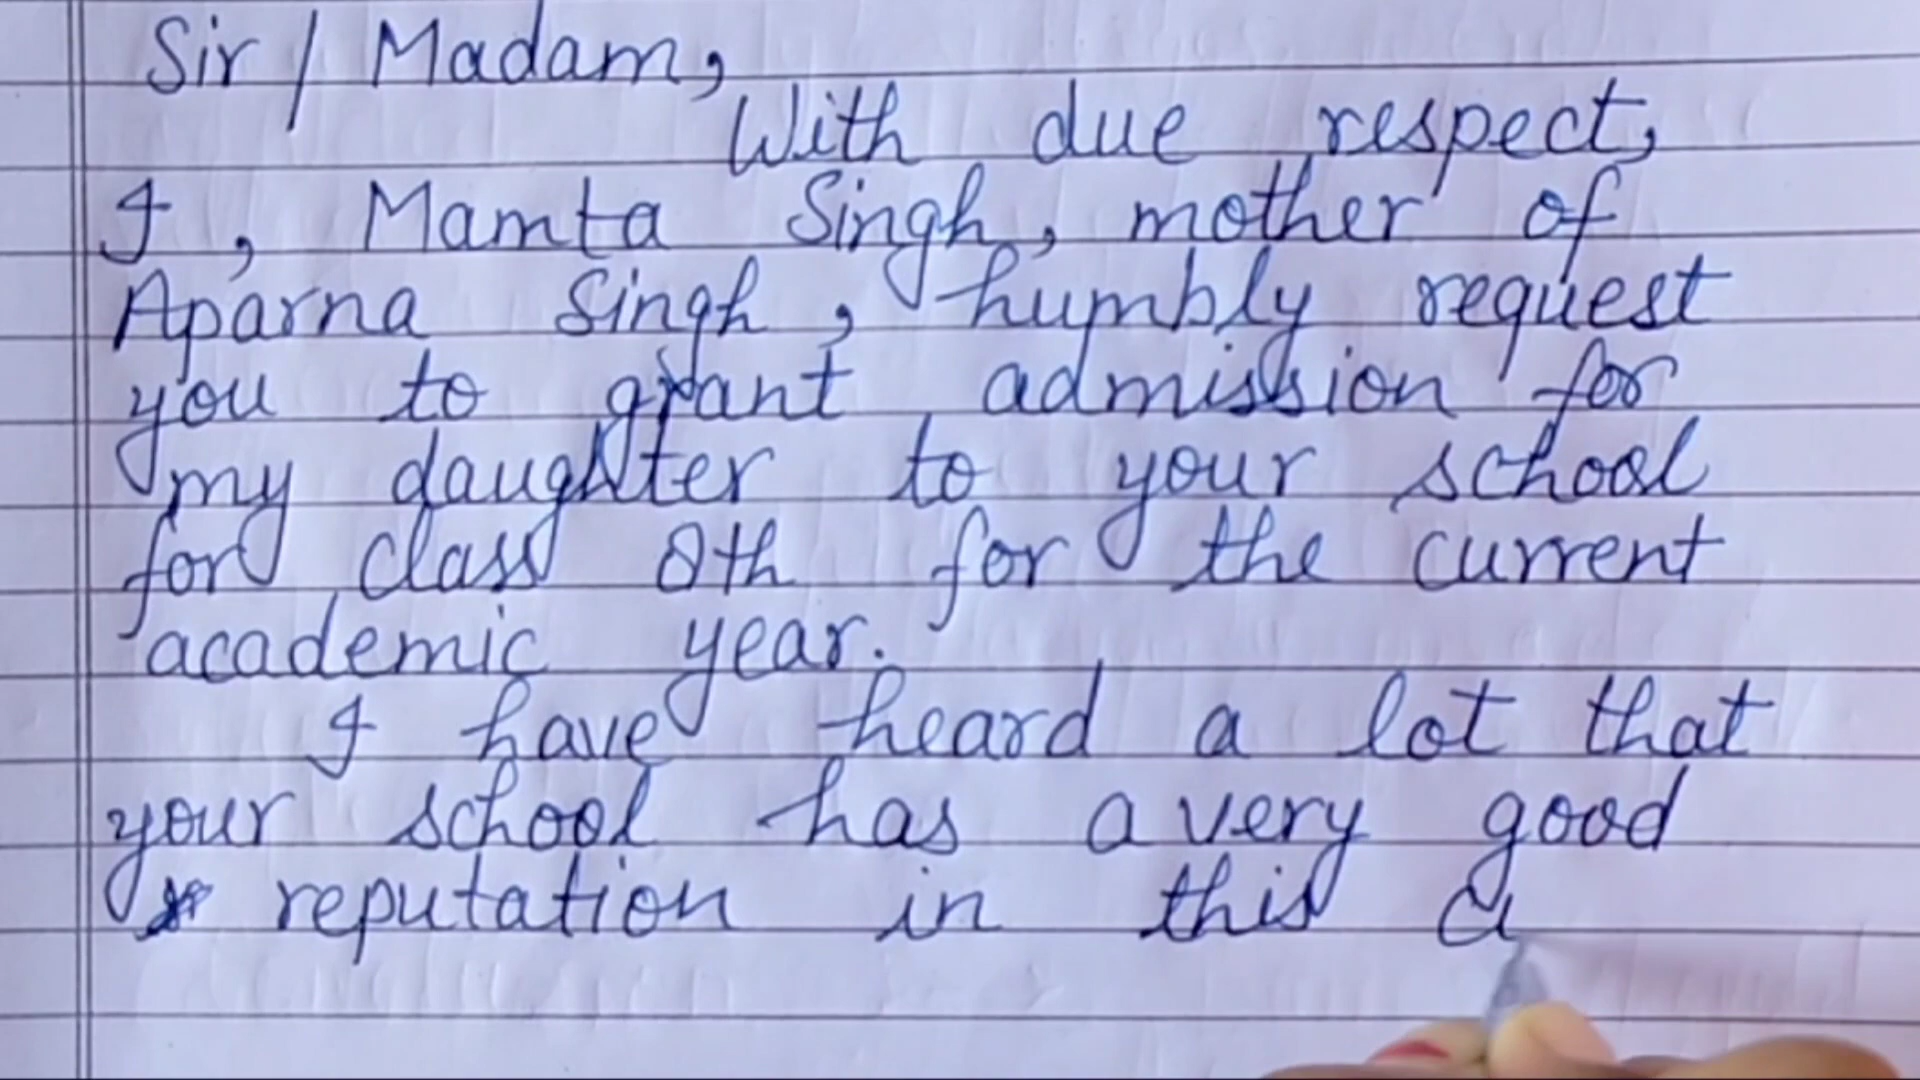 Sir / Madam,
With due respect,
I, Mamta Singh, mother of
Aparna Singh, humbly request
you to grant admission for
my daughter to your school
for class 8th for the current
academic year.
I have heard a lot that
your school has a very good
reputation in this